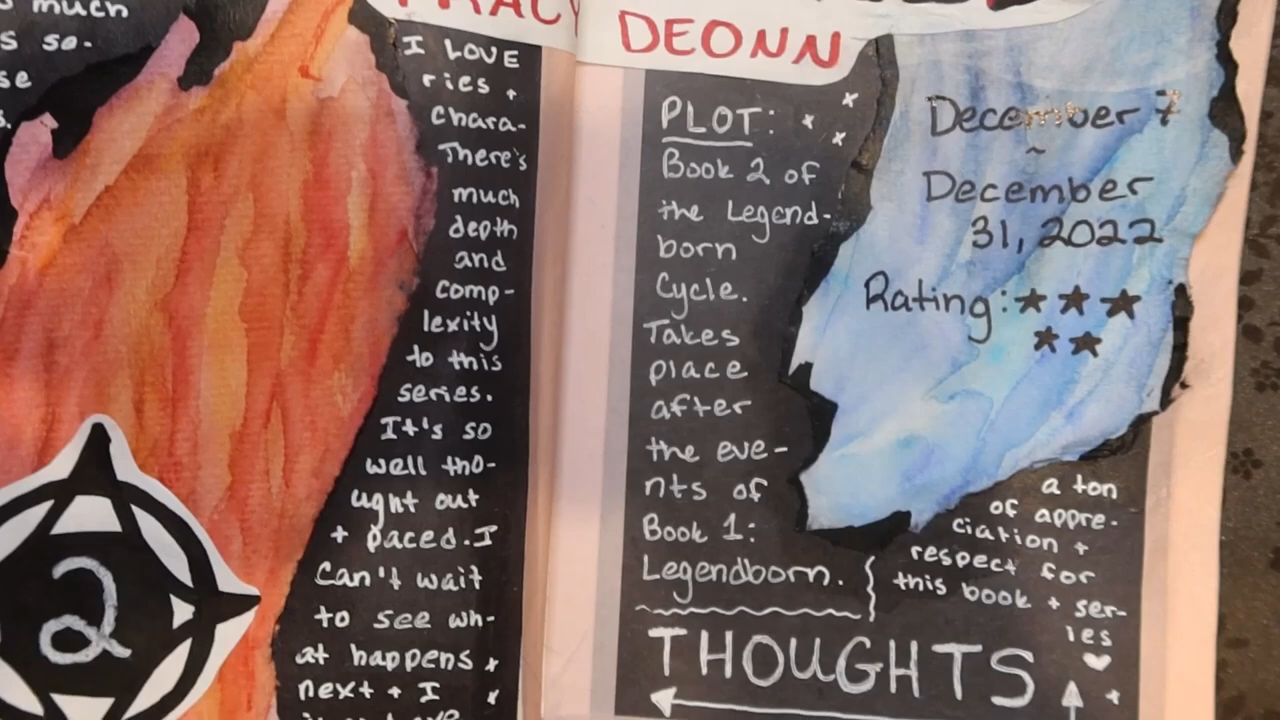 much
s so-
se
s.
TRACY
DEONN
I LOVE
ries +
chara-
There's
much
depth
and
comp-
lexity
to this
series.
It's so
well tho-
ught out
+ paced. I
can't wait
to see wh-
at happens
next + I
2
PLOT:
Book 2 of
the Legend-
born
Cycle.
Takes
place
after
the eve-
nts of
Book 1:
Legendborn.
December 7
~
December
31, 2022
Rating: ★ ★ ★
★ ★
a ton
of appre-
ciation +
respect for
this book + ser-
ies
THOUGHTS